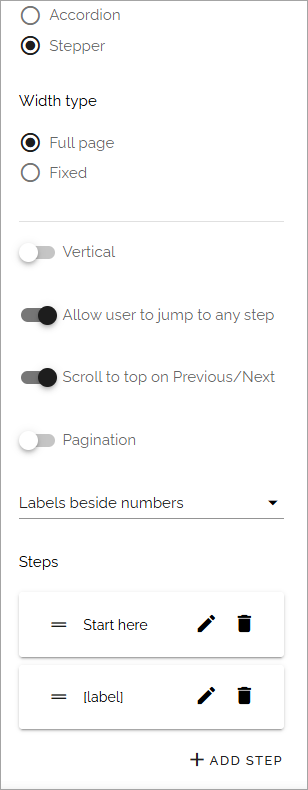 Accordion
Stepper
Width type
Full page
Fixed
Vertical
Allow user to jump to any step
Scroll to top on Previous/Next
Pagination
Labels beside numbers
Steps
Start here
[label]
ADD STEP